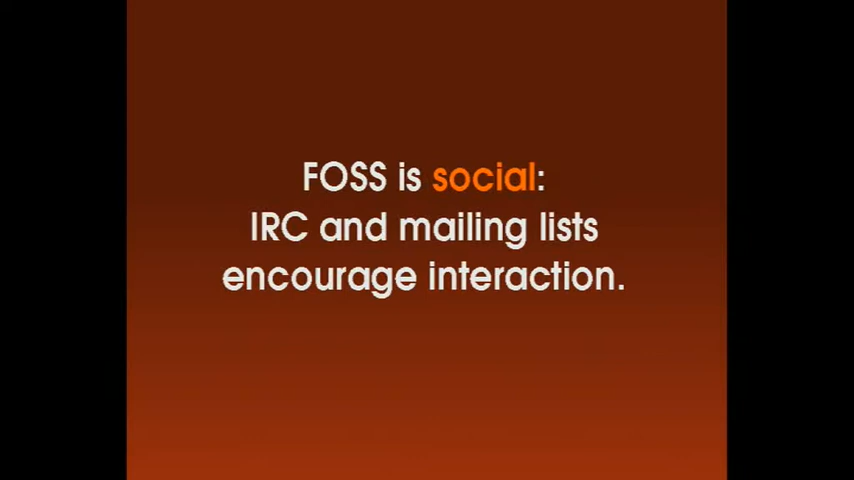 FOSS is social:
IRC and mailing lists
encourage interaction.